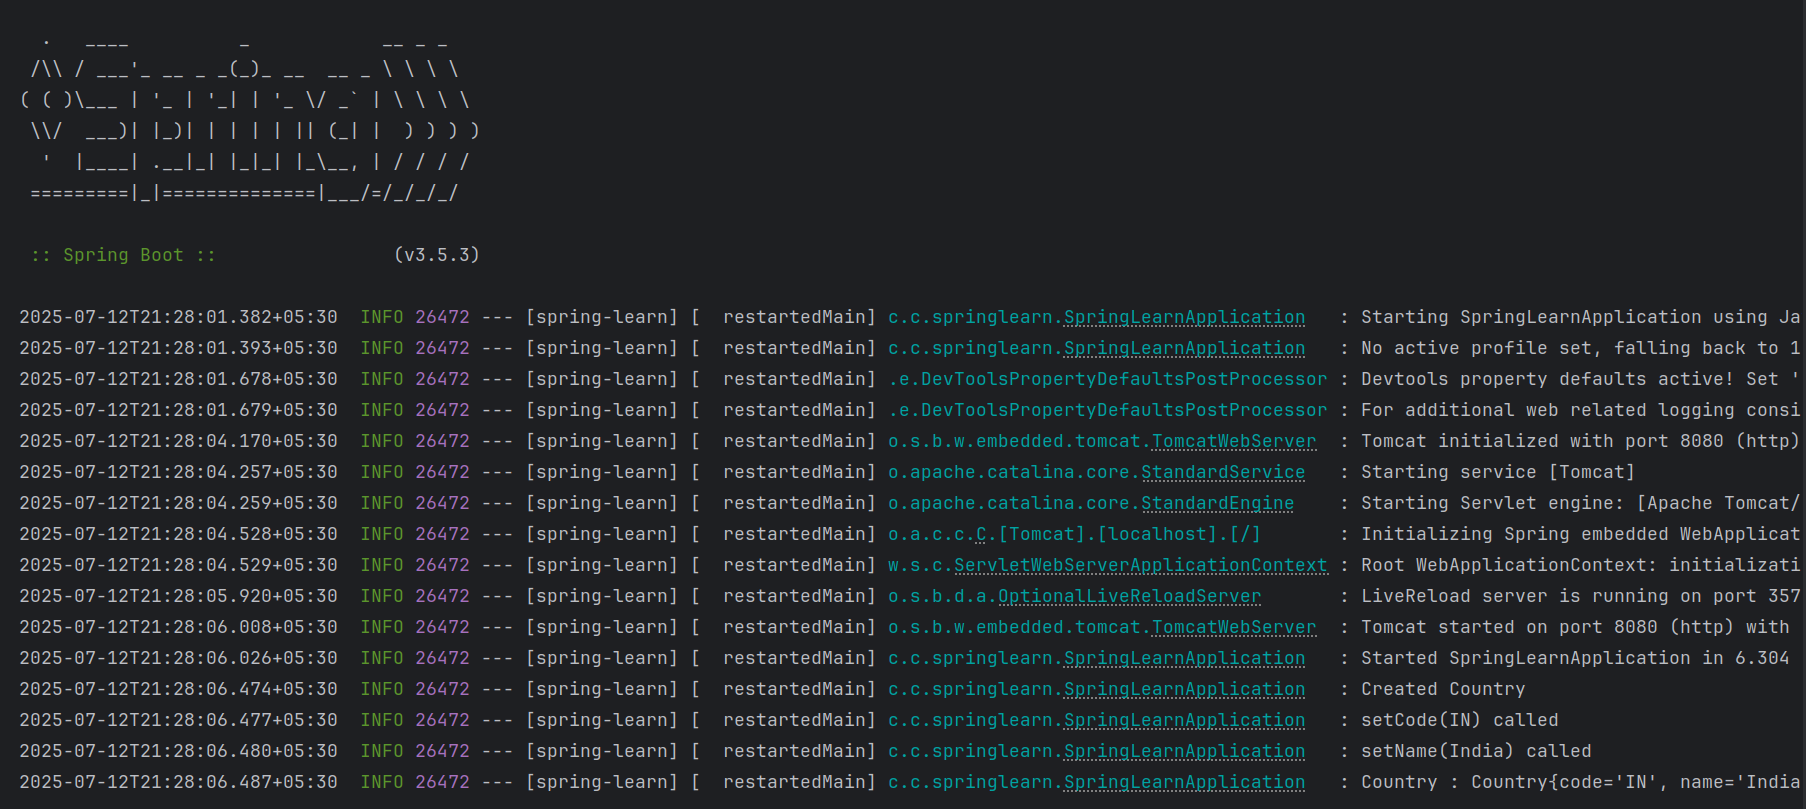 .   ____          _            __ _ _
 /\\ / ___'_ __ _ _(_)_ __  __ _ \ \ \ \
( ( )\___ | '_ | '_| | '_ \/ _` | \ \ \ \
 \\/  ___)| |_)| | | | | || (_| |  ) ) ) )
  '  |____| .__|_| |_|_| |_\__, | / / / /
 =========|_|==============|___/=/_/_/_/

 :: Spring Boot ::                (v3.5.3)

2025-07-12T21:28:01.382+05:30  INFO 26472 --- [spring-learn] [  restartedMain] c.c.springlearn.SpringLearnApplication   : Starting SpringLearnApplication using Ja
2025-07-12T21:28:01.393+05:30  INFO 26472 --- [spring-learn] [  restartedMain] c.c.springlearn.SpringLearnApplication   : No active profile set, falling back to 1
2025-07-12T21:28:01.678+05:30  INFO 26472 --- [spring-learn] [  restartedMain] .e.DevToolsPropertyDefaultsPostProcessor : Devtools property defaults active! Set '
2025-07-12T21:28:01.679+05:30  INFO 26472 --- [spring-learn] [  restartedMain] .e.DevToolsPropertyDefaultsPostProcessor : For additional web related logging consi
2025-07-12T21:28:04.170+05:30  INFO 26472 --- [spring-learn] [  restartedMain] o.s.b.w.embedded.tomcat.TomcatWebServer  : Tomcat initialized with port 8080 (http)
2025-07-12T21:28:04.257+05:30  INFO 26472 --- [spring-learn] [  restartedMain] o.apache.catalina.core.StandardService   : Starting service [Tomcat]
2025-07-12T21:28:04.259+05:30  INFO 26472 --- [spring-learn] [  restartedMain] o.apache.catalina.core.StandardEngine    : Starting Servlet engine: [Apache Tomcat/
2025-07-12T21:28:04.528+05:30  INFO 26472 --- [spring-learn] [  restartedMain] o.a.c.c.C.[Tomcat].[localhost].[/]       : Initializing Spring embedded WebApplicat
2025-07-12T21:28:04.529+05:30  INFO 26472 --- [spring-learn] [  restartedMain] w.s.c.ServletWebServerApplicationContext : Root WebApplicationContext: initializati
2025-07-12T21:28:05.920+05:30  INFO 26472 --- [spring-learn] [  restartedMain] o.s.b.d.a.OptionalLiveReloadServer       : LiveReload server is running on port 357
2025-07-12T21:28:06.008+05:30  INFO 26472 --- [spring-learn] [  restartedMain] o.s.b.w.embedded.tomcat.TomcatWebServer  : Tomcat started on port 8080 (http) with
2025-07-12T21:28:06.026+05:30  INFO 26472 --- [spring-learn] [  restartedMain] c.c.springlearn.SpringLearnApplication   : Started SpringLearnApplication in 6.304
2025-07-12T21:28:06.474+05:30  INFO 26472 --- [spring-learn] [  restartedMain] c.c.springlearn.SpringLearnApplication   : Created Country
2025-07-12T21:28:06.477+05:30  INFO 26472 --- [spring-learn] [  restartedMain] c.c.springlearn.SpringLearnApplication   : setCode(IN) called
2025-07-12T21:28:06.480+05:30  INFO 26472 --- [spring-learn] [  restartedMain] c.c.springlearn.SpringLearnApplication   : setName(India) called
2025-07-12T21:28:06.487+05:30  INFO 26472 --- [spring-learn] [  restartedMain] c.c.springlearn.SpringLearnApplication   : Country : Country{code='IN', name='India